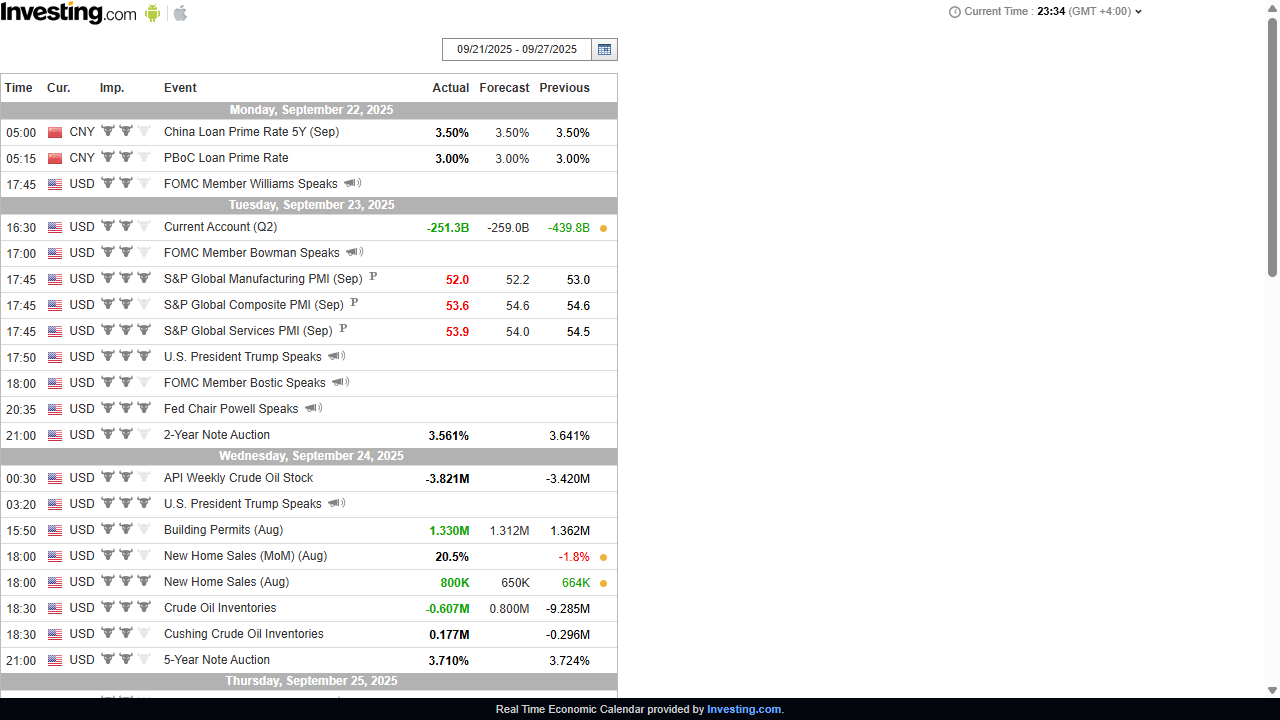 Investing.com
Current Time : 23:34 (GMT +4:00)
09/21/2025 - 09/27/2025
Time Cur. Imp. Event Actual Forecast Previous
Monday, September 22, 2025
05:00 CNY China Loan Prime Rate 5Y (Sep) 3.50% 3.50% 3.50%
05:15 CNY PBoC Loan Prime Rate 3.00% 3.00% 3.00%
17:45 USD FOMC Member Williams Speaks
Tuesday, September 23, 2025
16:30 USD Current Account (Q2) -251.3B -259.0B -439.8B
17:00 USD FOMC Member Bowman Speaks
17:45 USD S&P Global Manufacturing PMI (Sep) P 52.0 52.2 53.0
17:45 USD S&P Global Composite PMI (Sep) P 53.6 54.6 54.6
17:45 USD S&P Global Services PMI (Sep) P 53.9 54.0 54.5
17:50 USD U.S. President Trump Speaks
18:00 USD FOMC Member Bostic Speaks
20:35 USD Fed Chair Powell Speaks
21:00 USD 2-Year Note Auction 3.561% 3.641%
Wednesday, September 24, 2025
00:30 USD API Weekly Crude Oil Stock -3.821M -3.420M
03:20 USD U.S. President Trump Speaks
15:50 USD Building Permits (Aug) 1.330M 1.312M 1.362M
18:00 USD New Home Sales (MoM) (Aug) 20.5% -1.8%
18:00 USD New Home Sales (Aug) 800K 650K 664K
18:30 USD Crude Oil Inventories -0.607M 0.800M -9.285M
18:30 USD Cushing Crude Oil Inventories 0.177M -0.296M
21:00 USD 5-Year Note Auction 3.710% 3.724%
Thursday, September 25, 2025
Real Time Economic Calendar provided by Investing.com.